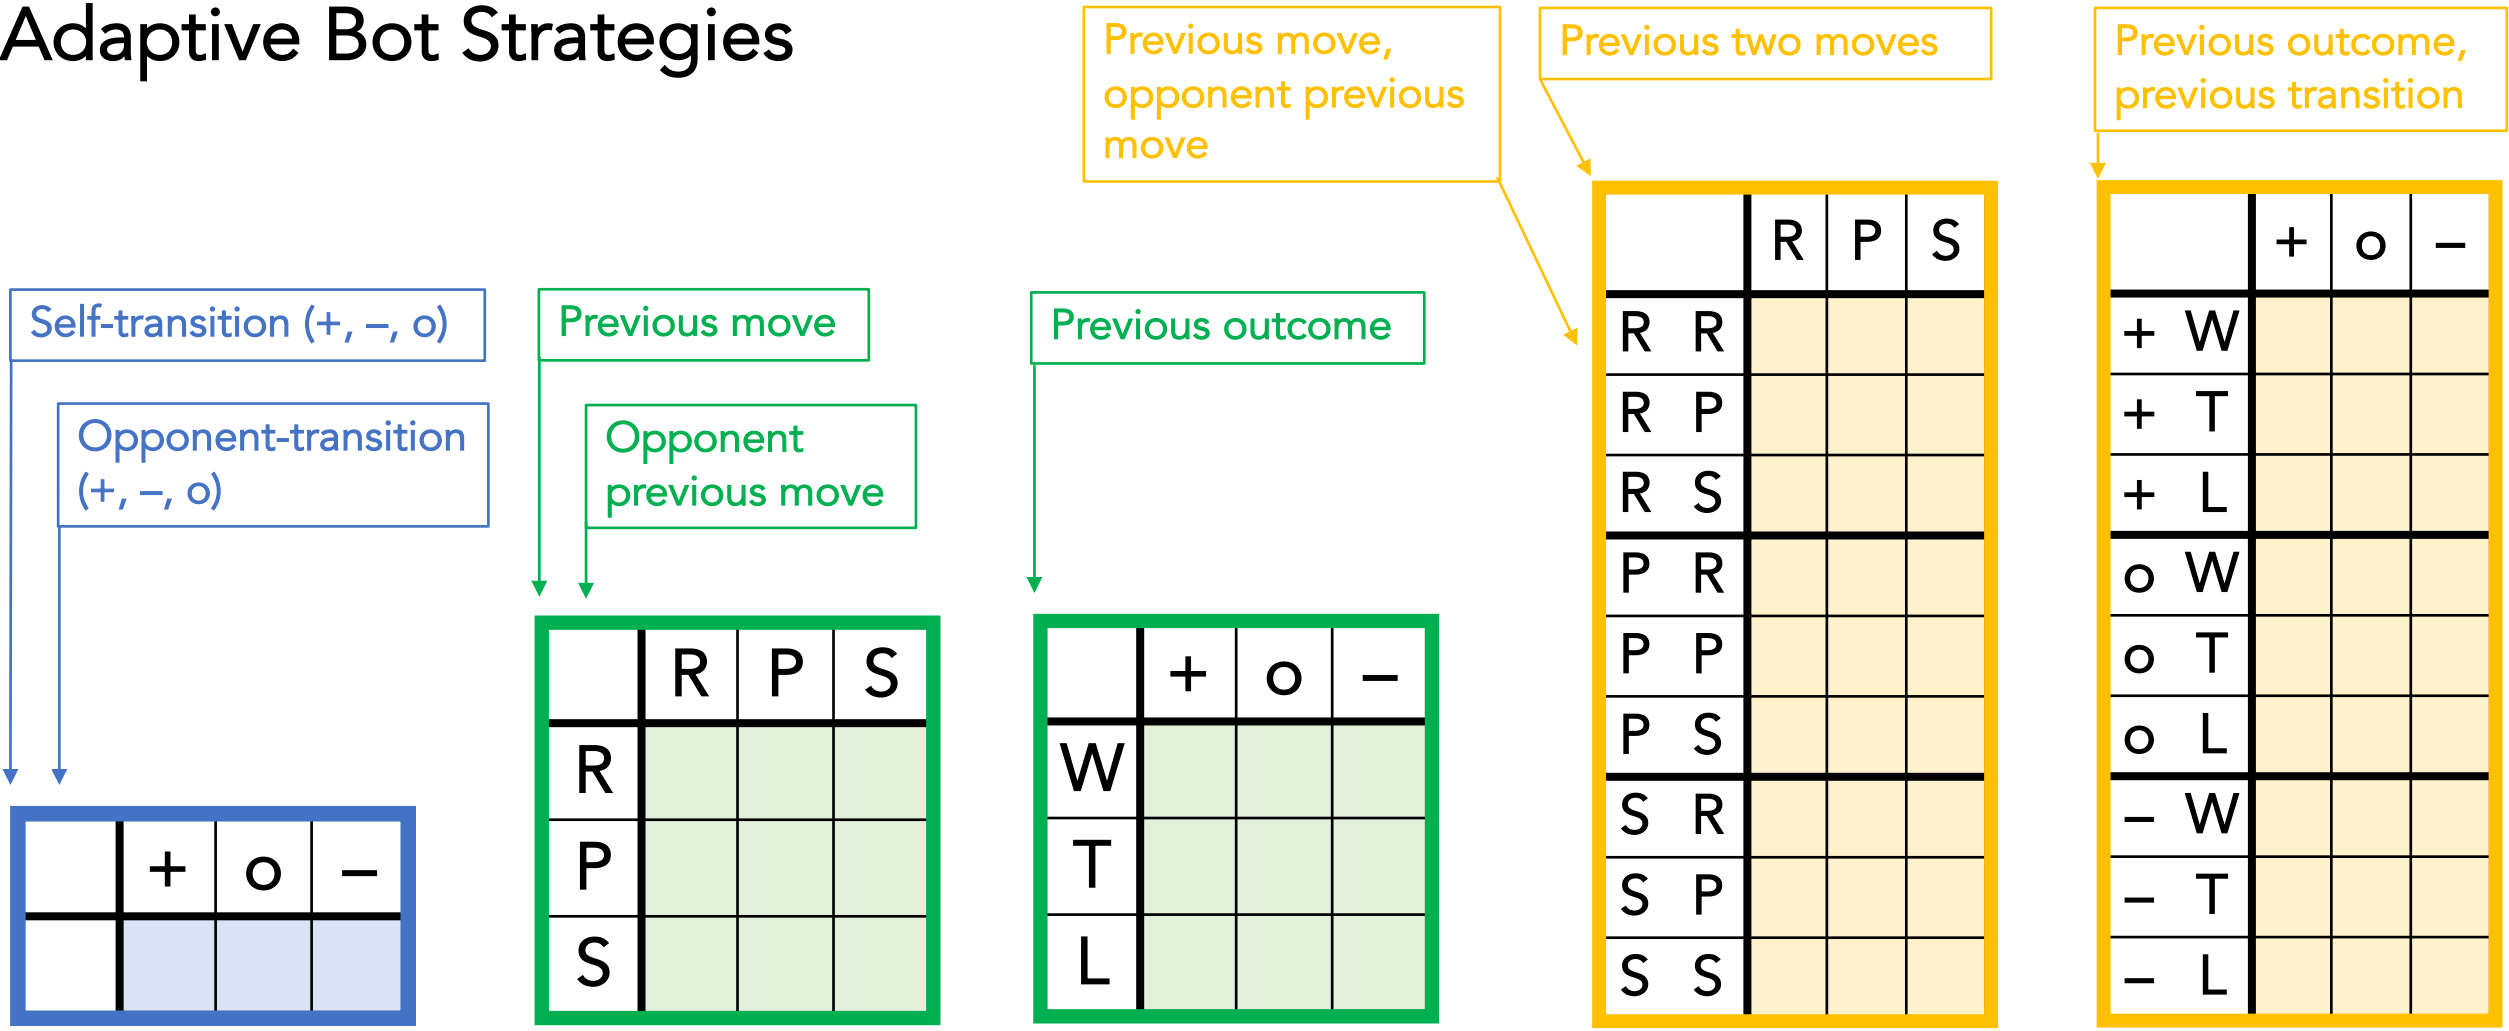 Adaptive Bot Strategies
Previous move,
opponent previous
move
Previous two moves
Previous outcome,
previous transition
Self-transition (+, –, o)
Opponent-transition
(+, –, o)
Previous move
Opponent
previous move
Previous outcome
+ o –
R P S
R
P
S
+ o –
W
T
L
R P S
R R
R P
R S
P R
P P
P S
S R
S P
S S
+ o –
+ W
+ T
+ L
o W
o T
o L
– W
– T
– L